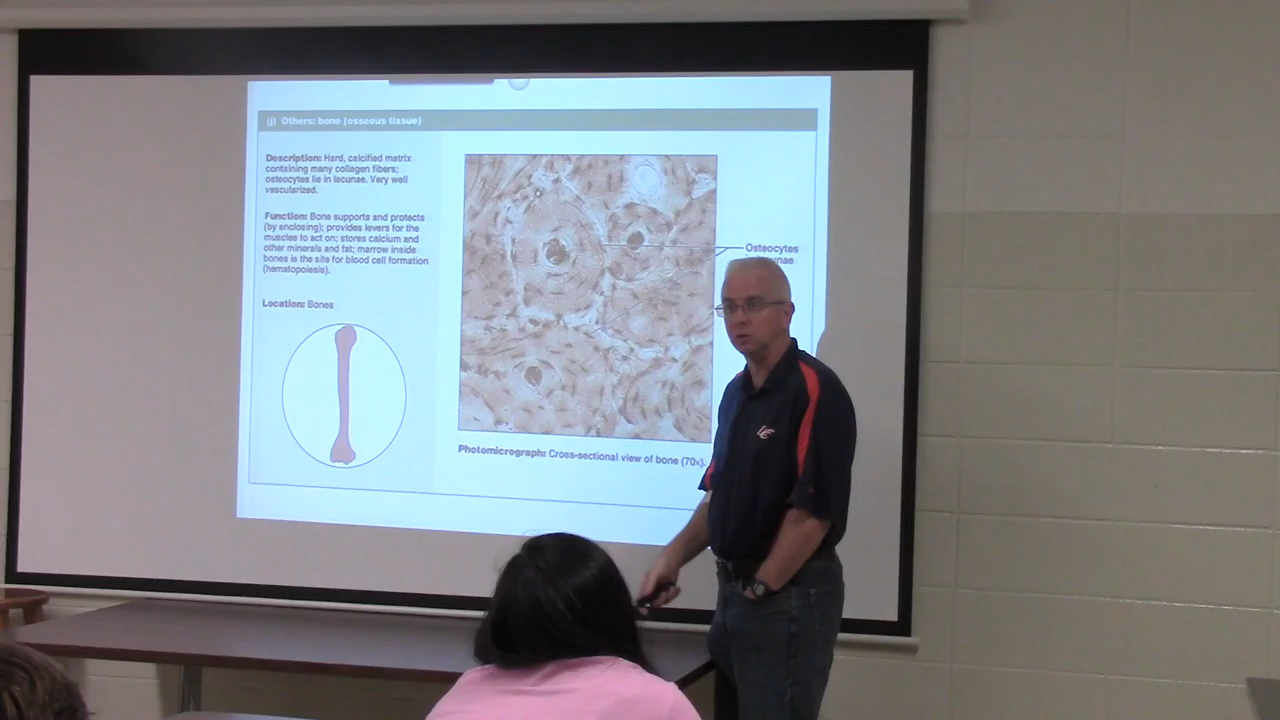 (j) Others: bone (osseous tissue)
Description: Hard, calcified matrix
containing many collagen fibers;
osteocytes lie in lacunae. Very well
vascularized.
Function: Bone supports and protects
(by enclosing); provides levers for the
muscles to act on; stores calcium and
other minerals and fat; marrow inside
bones is the site for blood cell formation
(hematopoiesis).
Location: Bones
Osteocytes
Photomicrograph: Cross-sectional view of bone (70x).